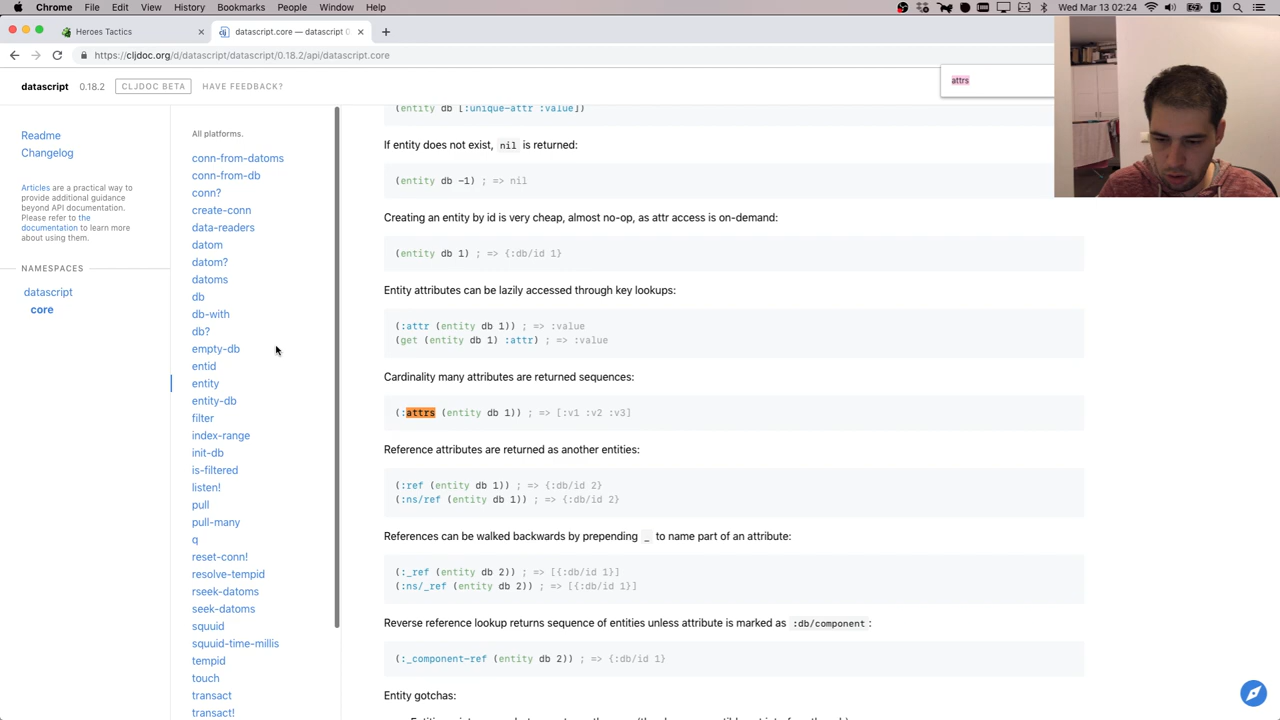 Chrome File Edit View History Bookmarks People Window Help
Wed Mar 13 02:24
Heroes Tactics
datascript.core — datascript 0
https://cljdoc.org/d/datascript/datascript/0.18.2/api/datascript.core
attrs
datascript 0.18.2 CLJDOC BETA HAVE FEEDBACK?
Readme
Changelog
Articles are a practical way to
provide additional guidance
beyond API documentation.
Please refer to the
documentation to learn more
about using them.
NAMESPACES
datascript
core
All platforms.
conn-from-datoms
conn-from-db
conn?
create-conn
data-readers
datom
datom?
datoms
db
db-with
db?
empty-db
entid
entity
entity-db
filter
index-range
init-db
is-filtered
listen!
pull
pull-many
q
reset-conn!
resolve-tempid
rseek-datoms
seek-datoms
squuid
squuid-time-millis
tempid
touch
transact
transact!
(entity db [:unique-attr :value])
If entity does not exist, nil is returned:
(entity db -1) ; => nil
Creating an entity by id is very cheap, almost no-op, as attr access is on-demand:
(entity db 1) ; => {:db/id 1}
Entity attributes can be lazily accessed through key lookups:
(:attr (entity db 1)) ; => :value
(get (entity db 1) :attr) ; => :value
Cardinality many attributes are returned sequences:
(:attrs (entity db 1)) ; => [:v1 :v2 :v3]
Reference attributes are returned as another entities:
(:ref (entity db 1)) ; => {:db/id 2}
(:ns/ref (entity db 1)) ; => {:db/id 2}
References can be walked backwards by prepending _ to name part of an attribute:
(:_ref (entity db 2)) ; => [{:db/id 1}]
(:ns/_ref (entity db 2)) ; => [{:db/id 1}]
Reverse reference lookup returns sequence of entities unless attribute is marked as :db/component :
(:_component-ref (entity db 2)) ; => {:db/id 1}
Entity gotchas: